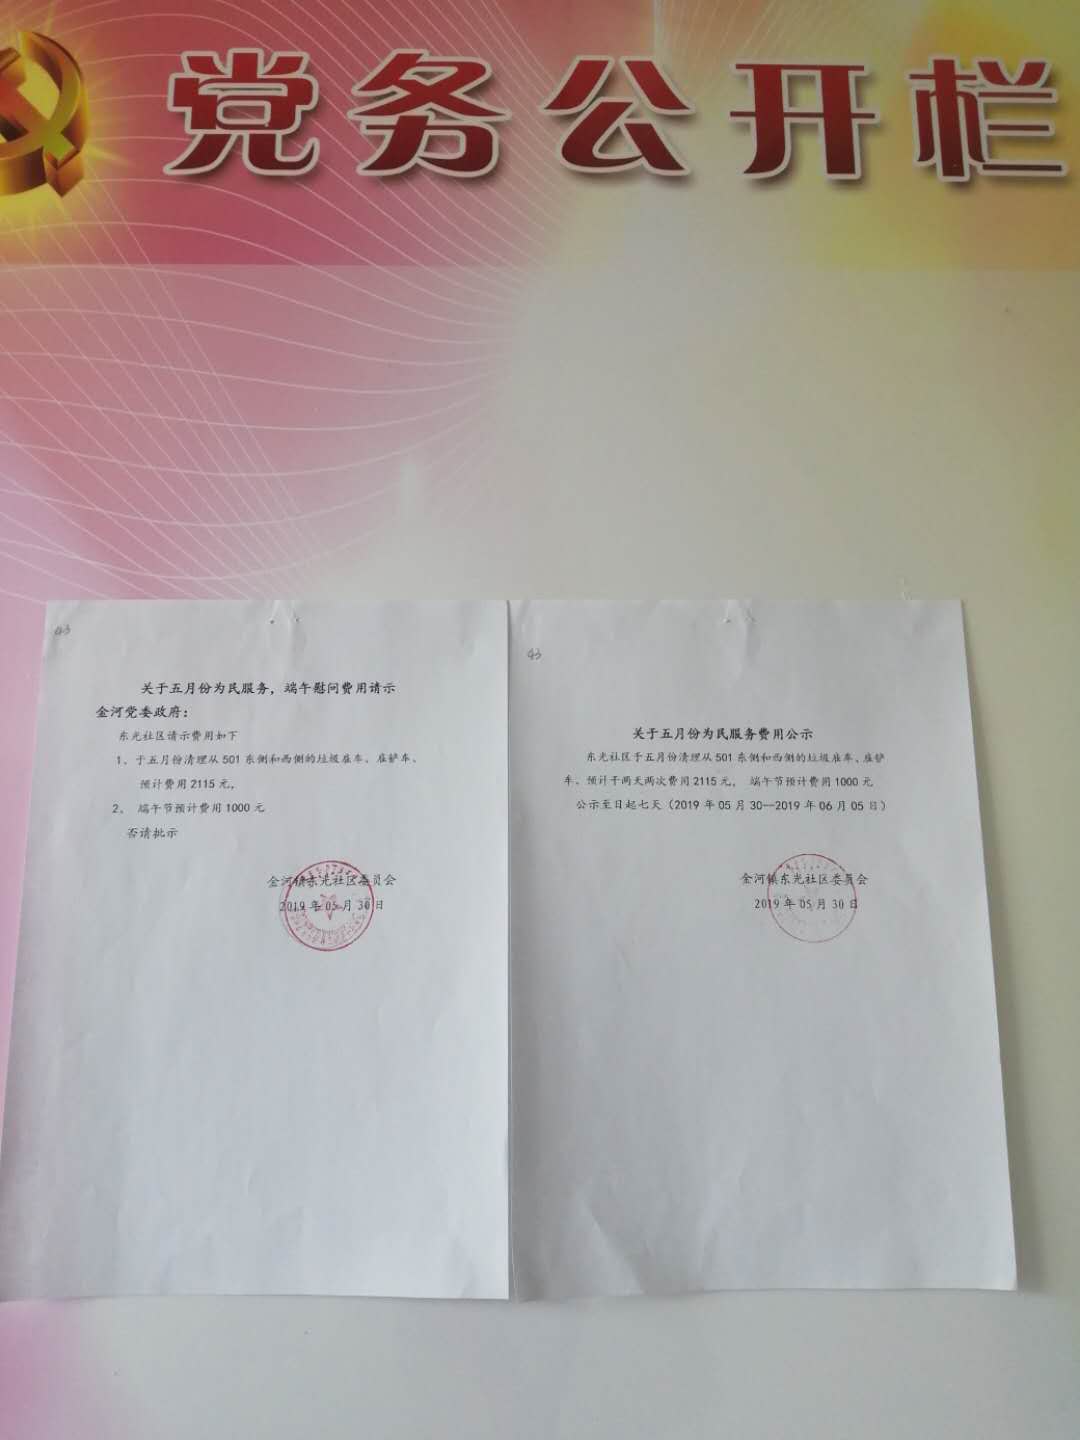 党务公开栏
43
关于五月份为民服务，端午慰问费用请示
金河党委政府：
东光社区请示费用如下
1、于五月份清理从501东侧和西侧的垃圾雇车、雇铲车、
预计费用2115元，
2、 端午节预计费用1000元
否请批示
金河镇东光社区委员会
2019年05月30日
43
关于五月份为民服务费用公示
东光社区于五月份清理从501东侧和西侧的垃圾雇车、雇铲
车、预计干两天两次费用2115元， 端午节预计费用1000元
公示至日起七天（2019年05月30—2019年06月05日）
金河镇东光社区委员会
2019年05月30日